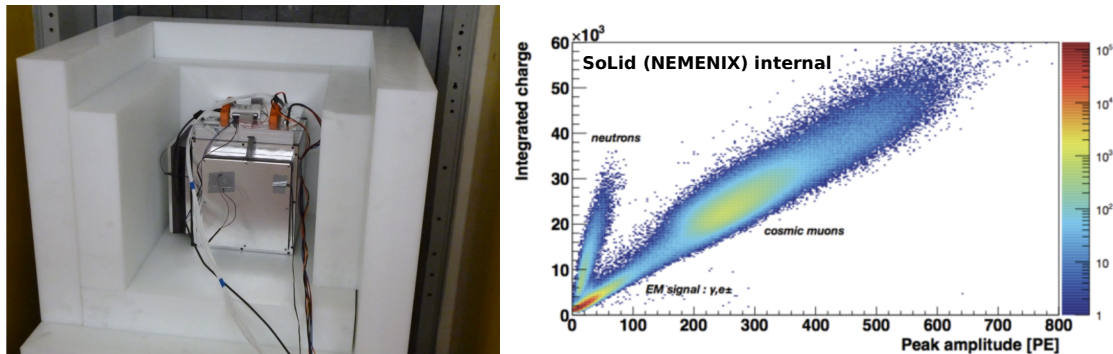 ×10³
60
50
40
30
20
10
0
Integrated charge
SoLid (NEMENIX) internal
neutrons
cosmic muons
EM signal : γ,e±
0 100 200 300 400 500 600 700 800
Peak amplitude [PE]
10⁵
10⁴
10³
10²
10
1